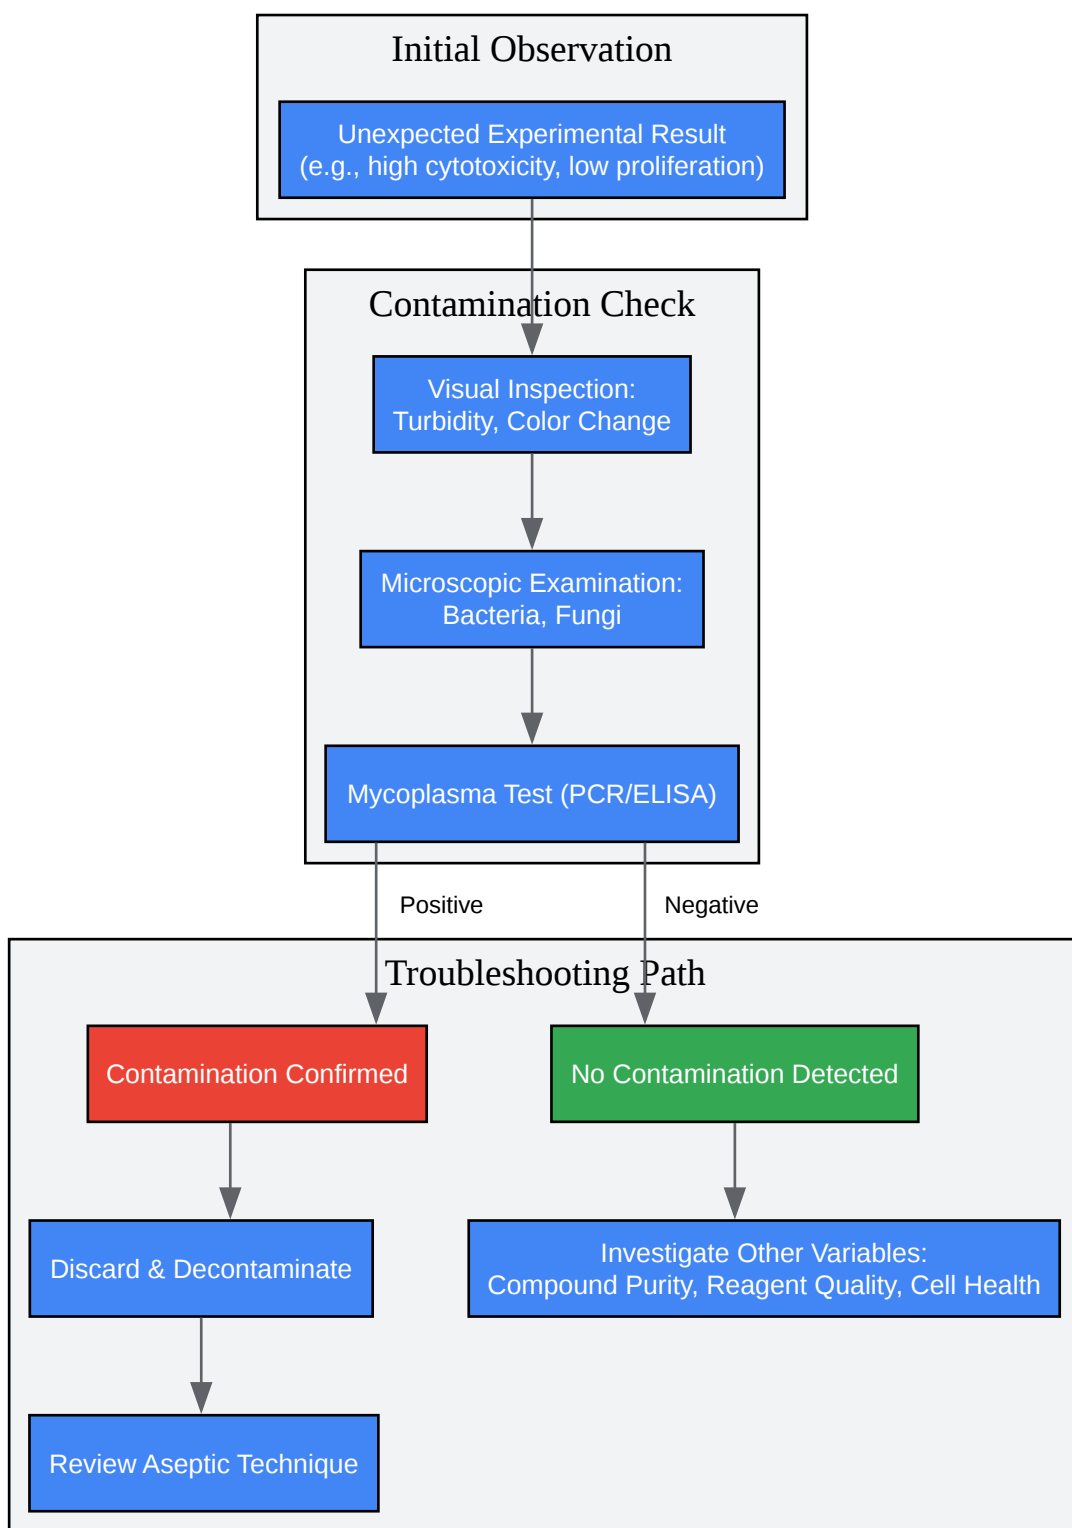 Initial Observation
Unexpected Experimental Result
(e.g., high cytotoxicity, low proliferation)
Contamination Check
Visual Inspection:
Turbidity, Color Change
Microscopic Examination:
Bacteria, Fungi
Mycoplasma Test (PCR/ELISA)
Positive
Negative
Troubleshooting Path
Contamination Confirmed
No Contamination Detected
Discard & Decontaminate
Investigate Other Variables:
Compound Purity, Reagent Quality, Cell Health
Review Aseptic Technique